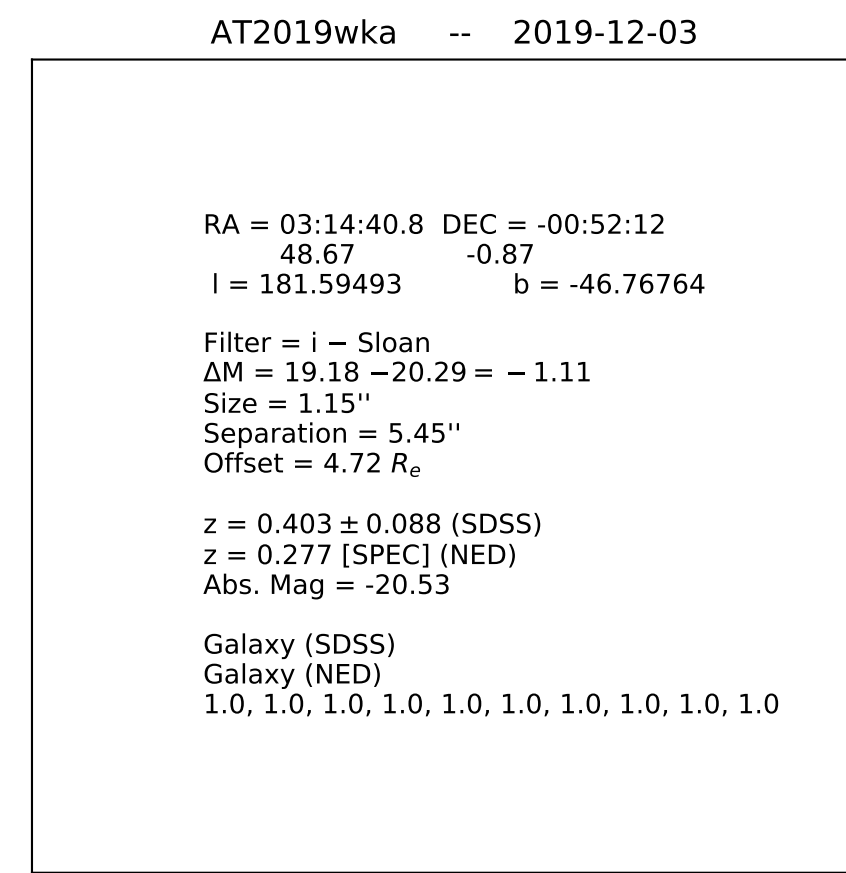 AT2019wka -- 2019-12-03
RA = 03:14:40.8 DEC = -00:52:12
48.67 -0.87
l = 181.59493 b = -46.76764
Filter = i − Sloan
ΔM = 19.18 −20.29 = − 1.11
Size = 1.15''
Separation = 5.45''
Offset = 4.72 Re
z = 0.403 ± 0.088 (SDSS)
z = 0.277 [SPEC] (NED)
Abs. Mag = -20.53
Galaxy (SDSS)
Galaxy (NED)
1.0, 1.0, 1.0, 1.0, 1.0, 1.0, 1.0, 1.0, 1.0, 1.0